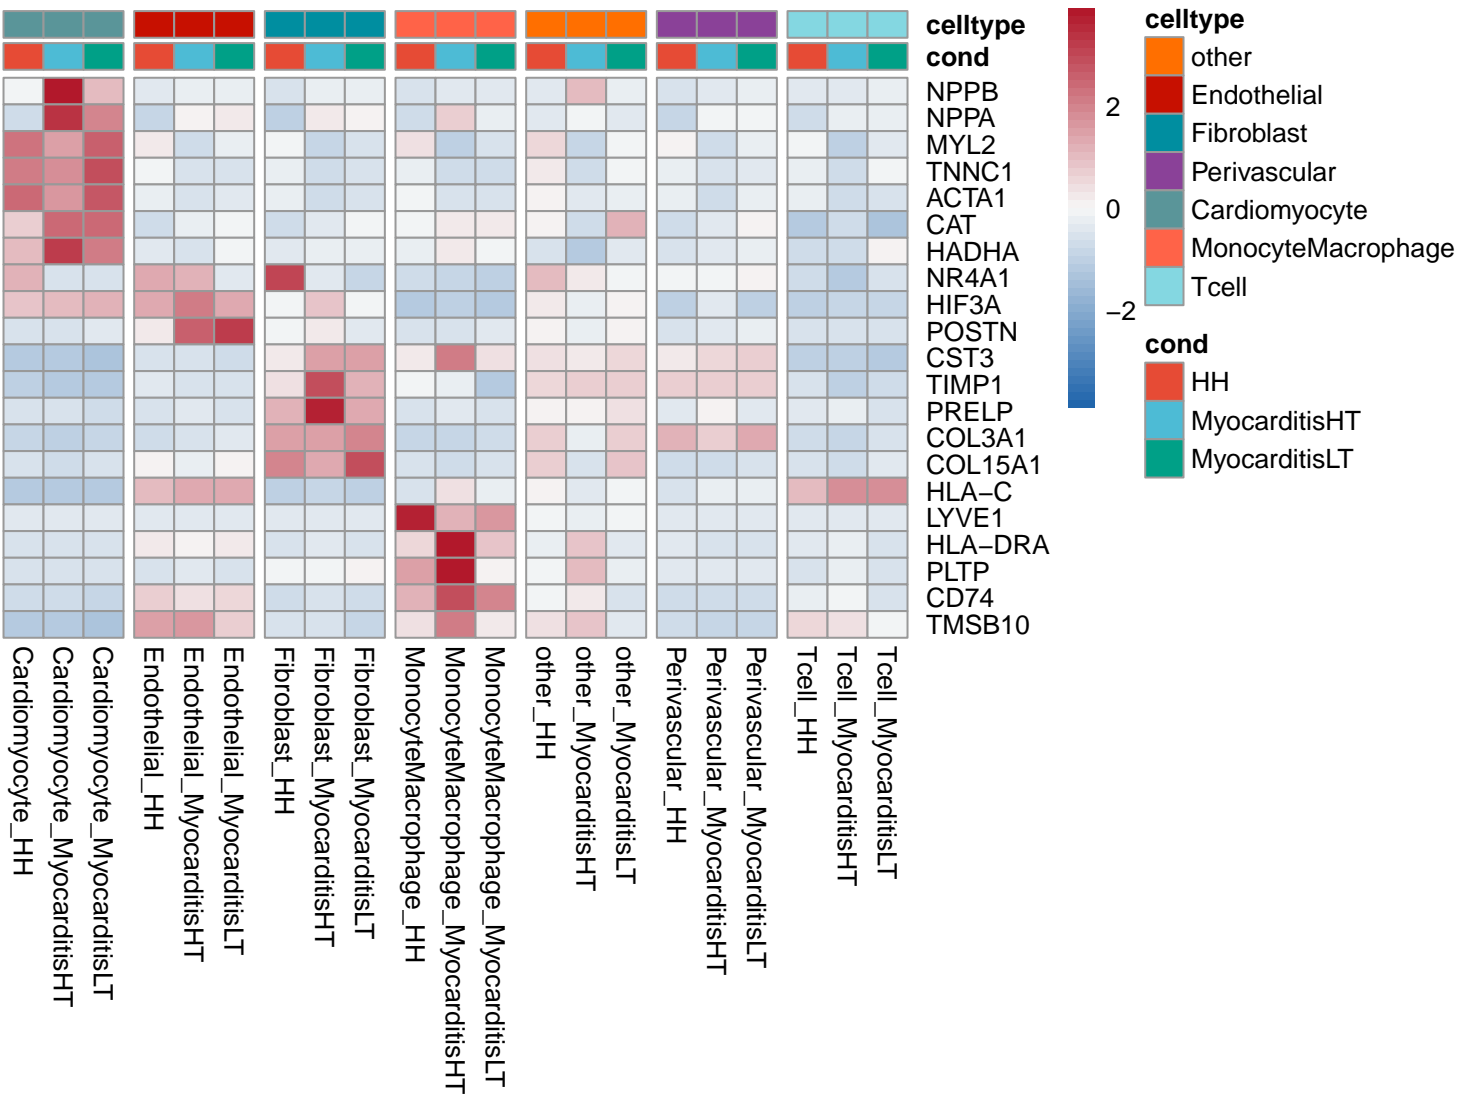 celltype
cond
NPPB
NPPA
MYL2
TNNC1
ACTA1
CAT
HADHA
NR4A1
HIF3A
POSTN
CST3
TIMP1
PRELP
COL3A1
COL15A1
HLA−C
LYVE1
HLA−DRA
PLTP
CD74
TMSB10
Cardiomyocyte_HH
Cardiomyocyte_MyocarditisHT
Cardiomyocyte_MyocarditisLT
Endothelial_HH
Endothelial_MyocarditisHT
Endothelial_MyocarditisLT
Fibroblast_HH
Fibroblast_MyocarditisHT
Fibroblast_MyocarditisLT
MonocyteMacrophage_HH
MonocyteMacrophage_MyocarditisHT
MonocyteMacrophage_MyocarditisLT
other_HH
other_MyocarditisHT
other_MyocarditisLT
Perivascular_HH
Perivascular_MyocarditisHT
Perivascular_MyocarditisLT
Tcell_HH
Tcell_MyocarditisHT
Tcell_MyocarditisLT
2
0
−2
celltype
other
Endothelial
Fibroblast
Perivascular
Cardiomyocyte
MonocyteMacrophage
Tcell
cond
HH
MyocarditisHT
MyocarditisLT